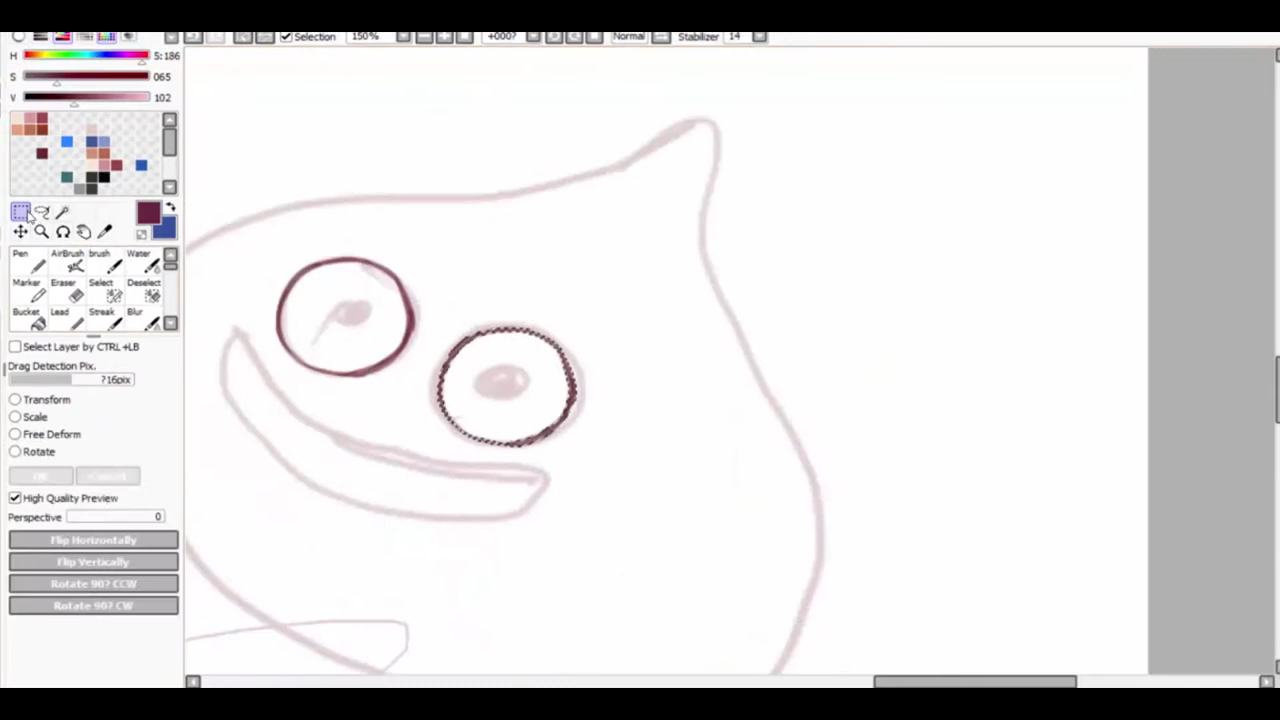 Selection 150% +000? Normal Stabilizer 14
H 5:186
S 065
V 102
Pen AirBrush brush Water
Marker Eraser Select Deselect
Bucket Lead Streak Blur
Select Layer by CTRL+LB
Drag Detection Pix.
?16pix
Transform
Scale
Free Deform
Rotate
High Quality Preview
Perspective 0
Flip Horizontally
Flip Vertically
Rotate 90? CCW
Rotate 90? CW